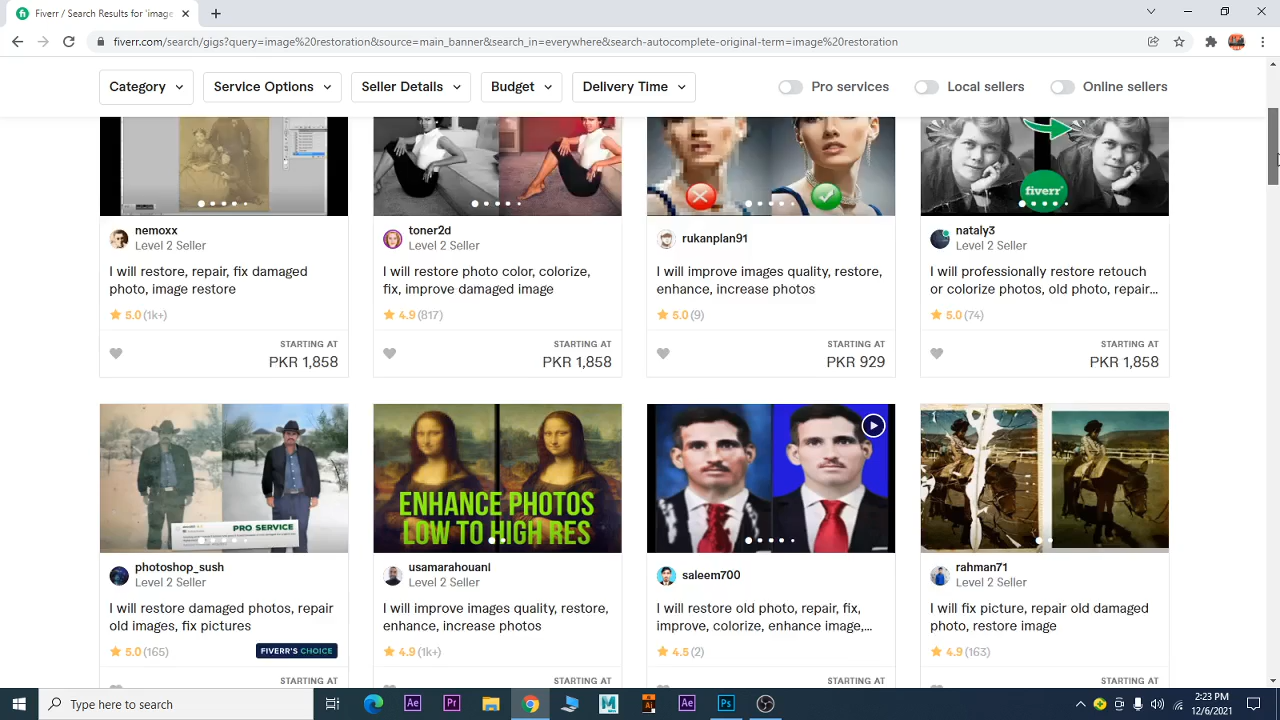 Fiverr / Search Results for 'image
fiverr.com/search/gigs?query=image%20restoration&source=main_banner&search_in=everywhere&search-autocomplete-original-term=image%20restoration
Category
Service Options
Seller Details
Budget
Delivery Time
Pro services
Local sellers
Online sellers
fiverr
nemoxx
Level 2 Seller
I will restore, repair, fix damaged
photo, image restore
5.0 (1k+)
STARTING AT
PKR 1,858
toner2d
Level 2 Seller
I will restore photo color, colorize,
fix, improve damaged image
4.9 (817)
STARTING AT
PKR 1,858
rukanplan91
I will improve images quality, restore,
enhance, increase photos
5.0 (9)
STARTING AT
PKR 929
nataly3
Level 2 Seller
I will professionally restore retouch
or colorize photos, old photo, repair...
5.0 (74)
STARTING AT
PKR 1,858
PRO SERVICE
photoshop_sush
Level 2 Seller
I will restore damaged photos, repair
old images, fix pictures
5.0 (165)
FIVERR'S CHOICE
STARTING AT
ENHANCE PHOTOS
LOW TO HIGH RES
usamarahouani
Level 2 Seller
I will improve images quality, restore,
enhance, increase photos
4.9 (1k+)
STARTING AT
saleem700
I will restore old photo, repair, fix,
improve, colorize, enhance image,...
4.5 (2)
STARTING AT
rahman71
Level 2 Seller
I will fix picture, repair old damaged
photo, restore image
4.9 (163)
STARTING AT
Type here to search
Ae
Pr
M
Ai
Ae
Ps
2:23 PM
12/6/2021